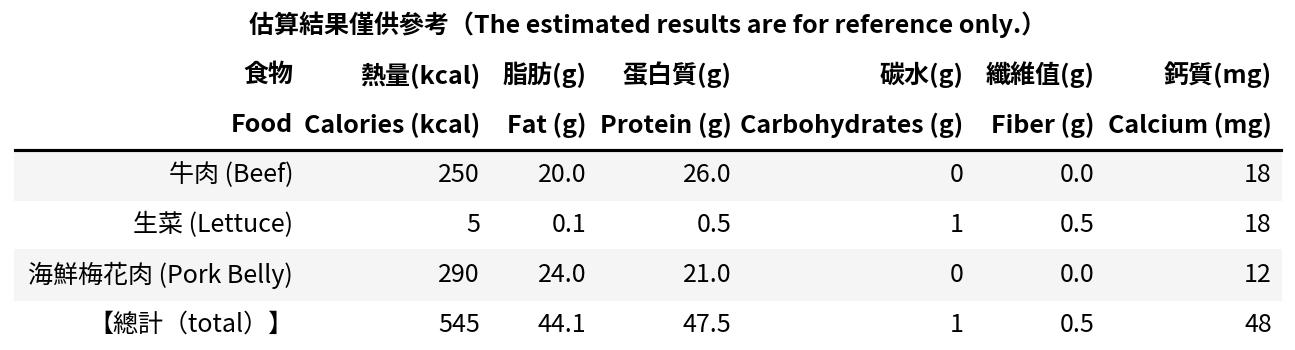 估算結果僅供參考（The estimated results are for reference only.）
食物 熱量(kcal) 脂肪(g) 蛋白質(g) 碳水(g) 纖維值(g) 鈣質(mg)
Food Calories (kcal) Fat (g) Protein (g) Carbohydrates (g) Fiber (g) Calcium (mg)
牛肉 (Beef) 250 20.0 26.0 0 0.0 18
生菜 (Lettuce) 5 0.1 0.5 1 0.5 18
海鮮梅花肉 (Pork Belly) 290 24.0 21.0 0 0.0 12
【總計（total）】 545 44.1 47.5 1 0.5 48